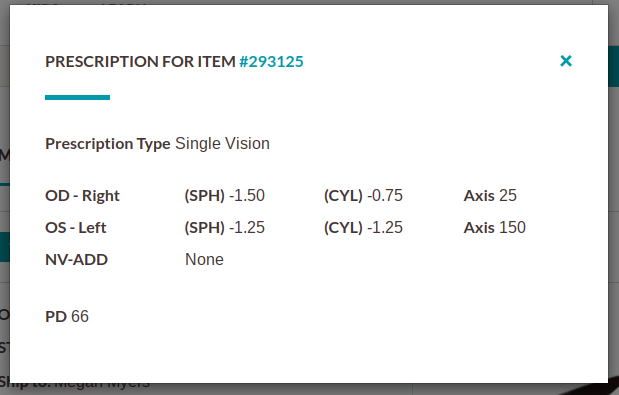 PRESCRIPTION FOR ITEM #293125 ×
Prescription Type Single Vision
OD - Right (SPH) -1.50 (CYL) -0.75 Axis 25
OS - Left (SPH) -1.25 (CYL) -1.25 Axis 150
NV-ADD None
PD 66
Ship to: Megan Myers